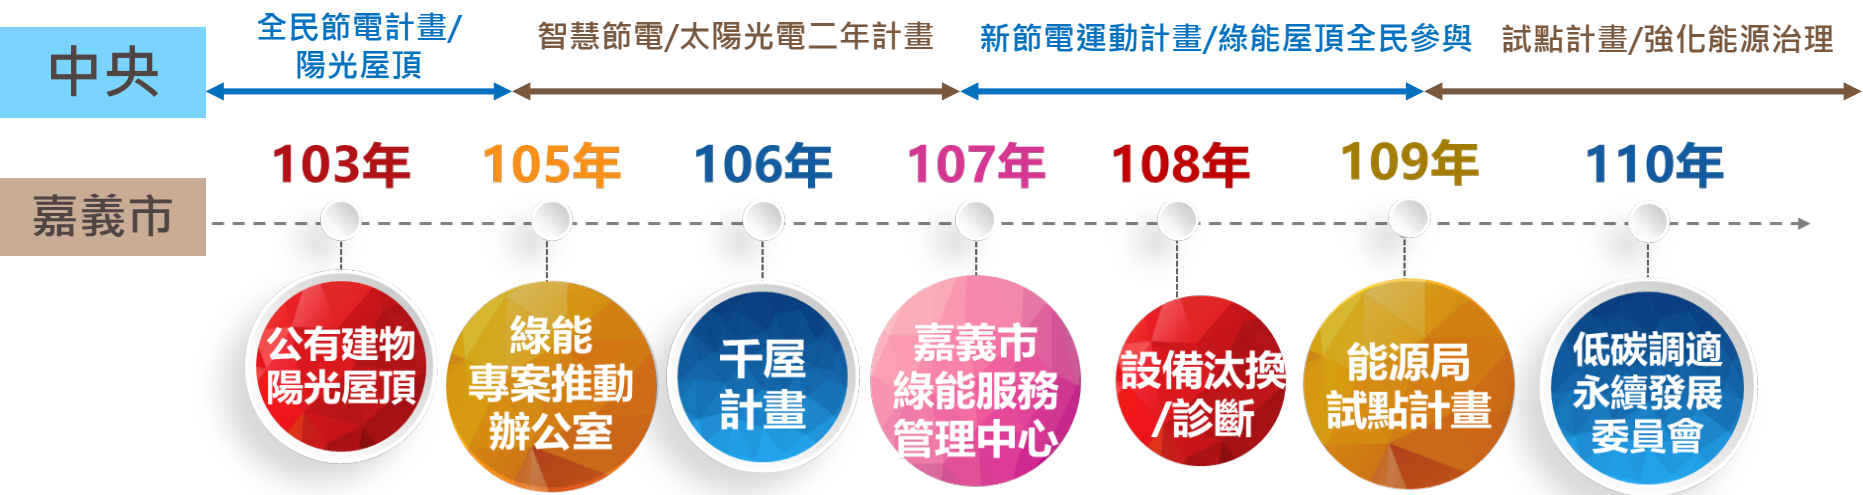 中央
全民節電計畫/
陽光屋頂
智慧節電/太陽光電二年計畫
新節電運動計畫/綠能屋頂全民參與
試點計畫/強化能源治理
嘉義市
103年
105年
106年
107年
108年
109年
110年
公有建物
陽光屋頂
綠能
專案推動
辦公室
千屋
計畫
嘉義市
綠能服務
管理中心
設備汰換
/診斷
能源局
試點計畫
低碳調適
永續發展
委員會